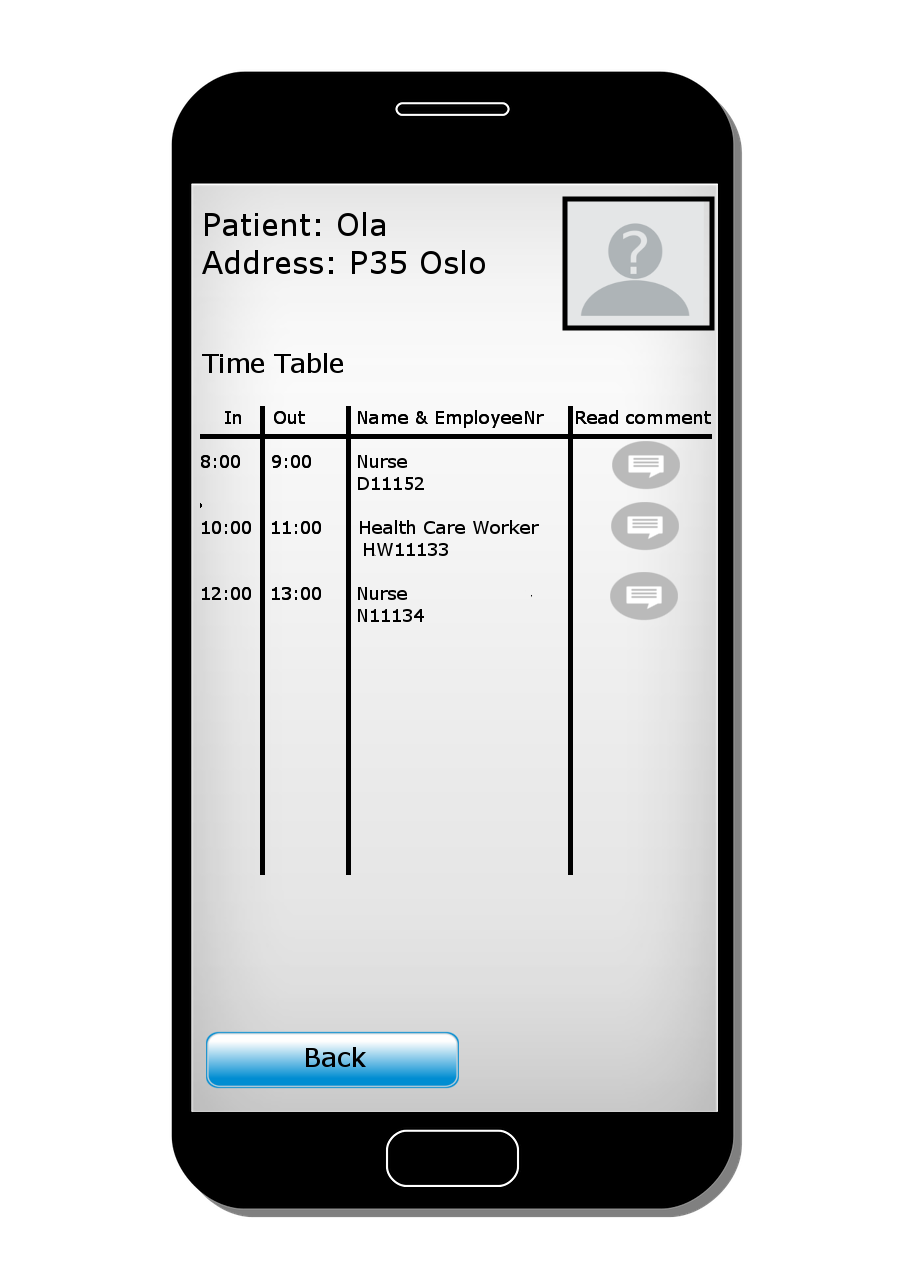 Patient: Ola
Address: P35 Oslo
?
Time Table
In Out Name & EmployeeNr Read comment
8:00 9:00 Nurse
D11152
10:00 11:00 Health Care Worker
HW11133
12:00 13:00 Nurse
N11134
Back